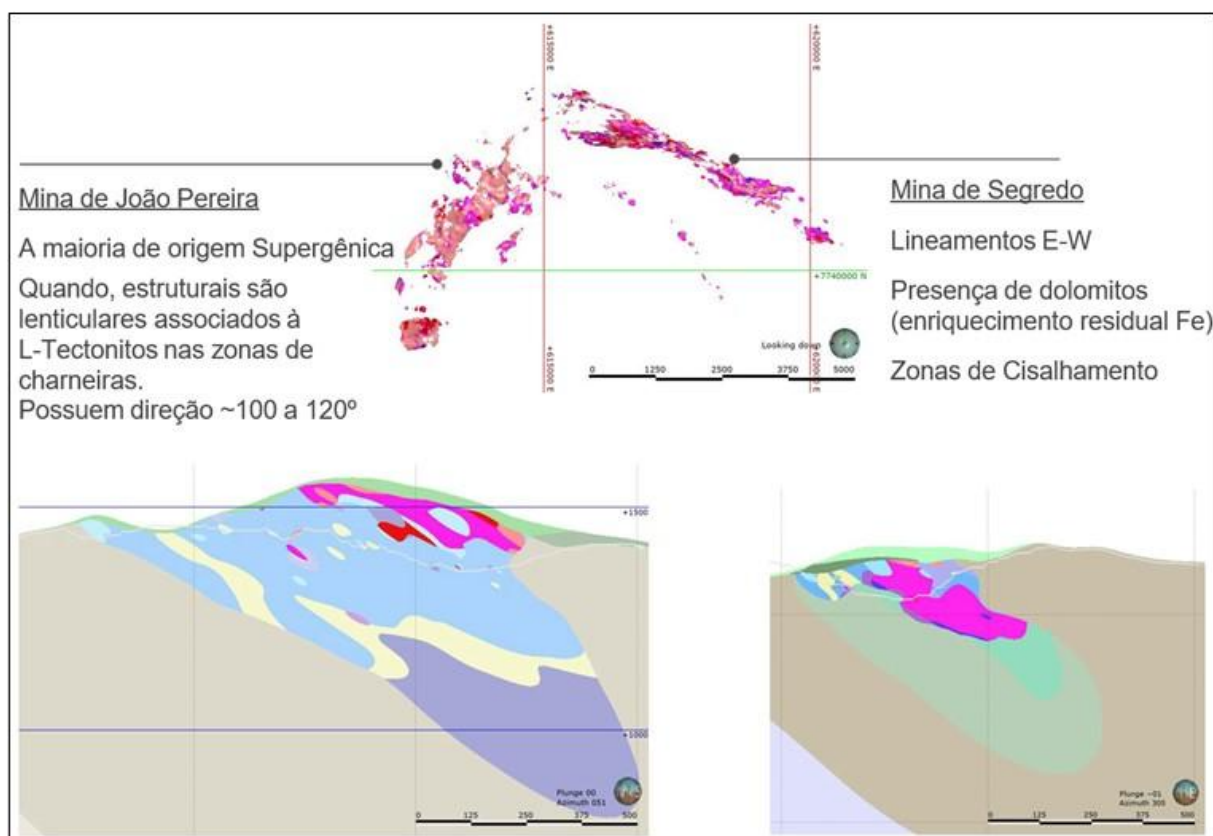 +615000 E
+620000 E
Mina de João Pereira
A maioria de origem Supergênica
Quando, estruturais são
lenticulares associados à
L-Tectonitos nas zonas de
charneiras.
Possuem direção ~100 a 120º
Mina de Segredo
Lineamentos E-W
Presença de dolomitos
(enriquecimento residual Fe)
Zonas de Cisalhamento
+7740000 N
Looking down
+615000 E
+620000 E
0 1250 2500 3750 5000
+1500
+1000
Plunge 00
Azimuth 051
0 125 250 375 500
Plunge −01
Azimuth 305
0 125 250 375 500